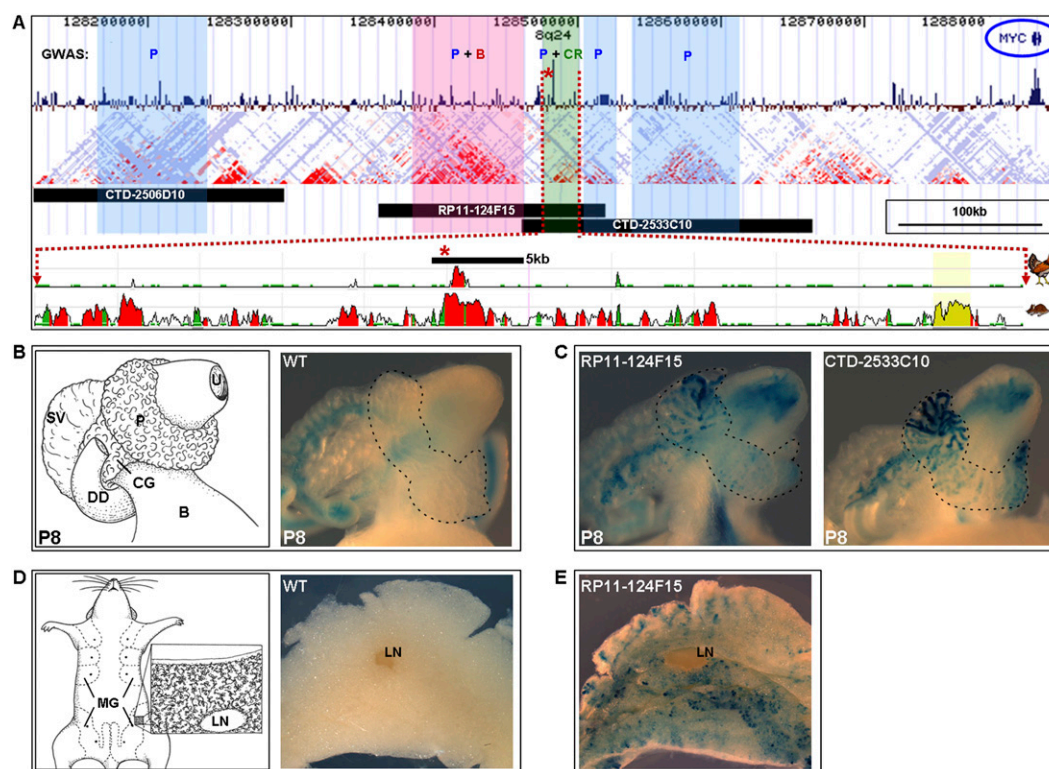 A
128200000 128300000 128400000 128500000 128600000 128700000 1288000
8q24
MYC
GWAS: P P + B P + CR P P
*
CTD-2506D10
RP11-124F15
CTD-2533C10
100kb
*
5kb
B
SV
P
U
DD
CG
B
P8
WT
P8
C
RP11-124F15
P8
CTD-2533C10
P8
D
MG
LN
WT
LN
E
RP11-124F15
LN